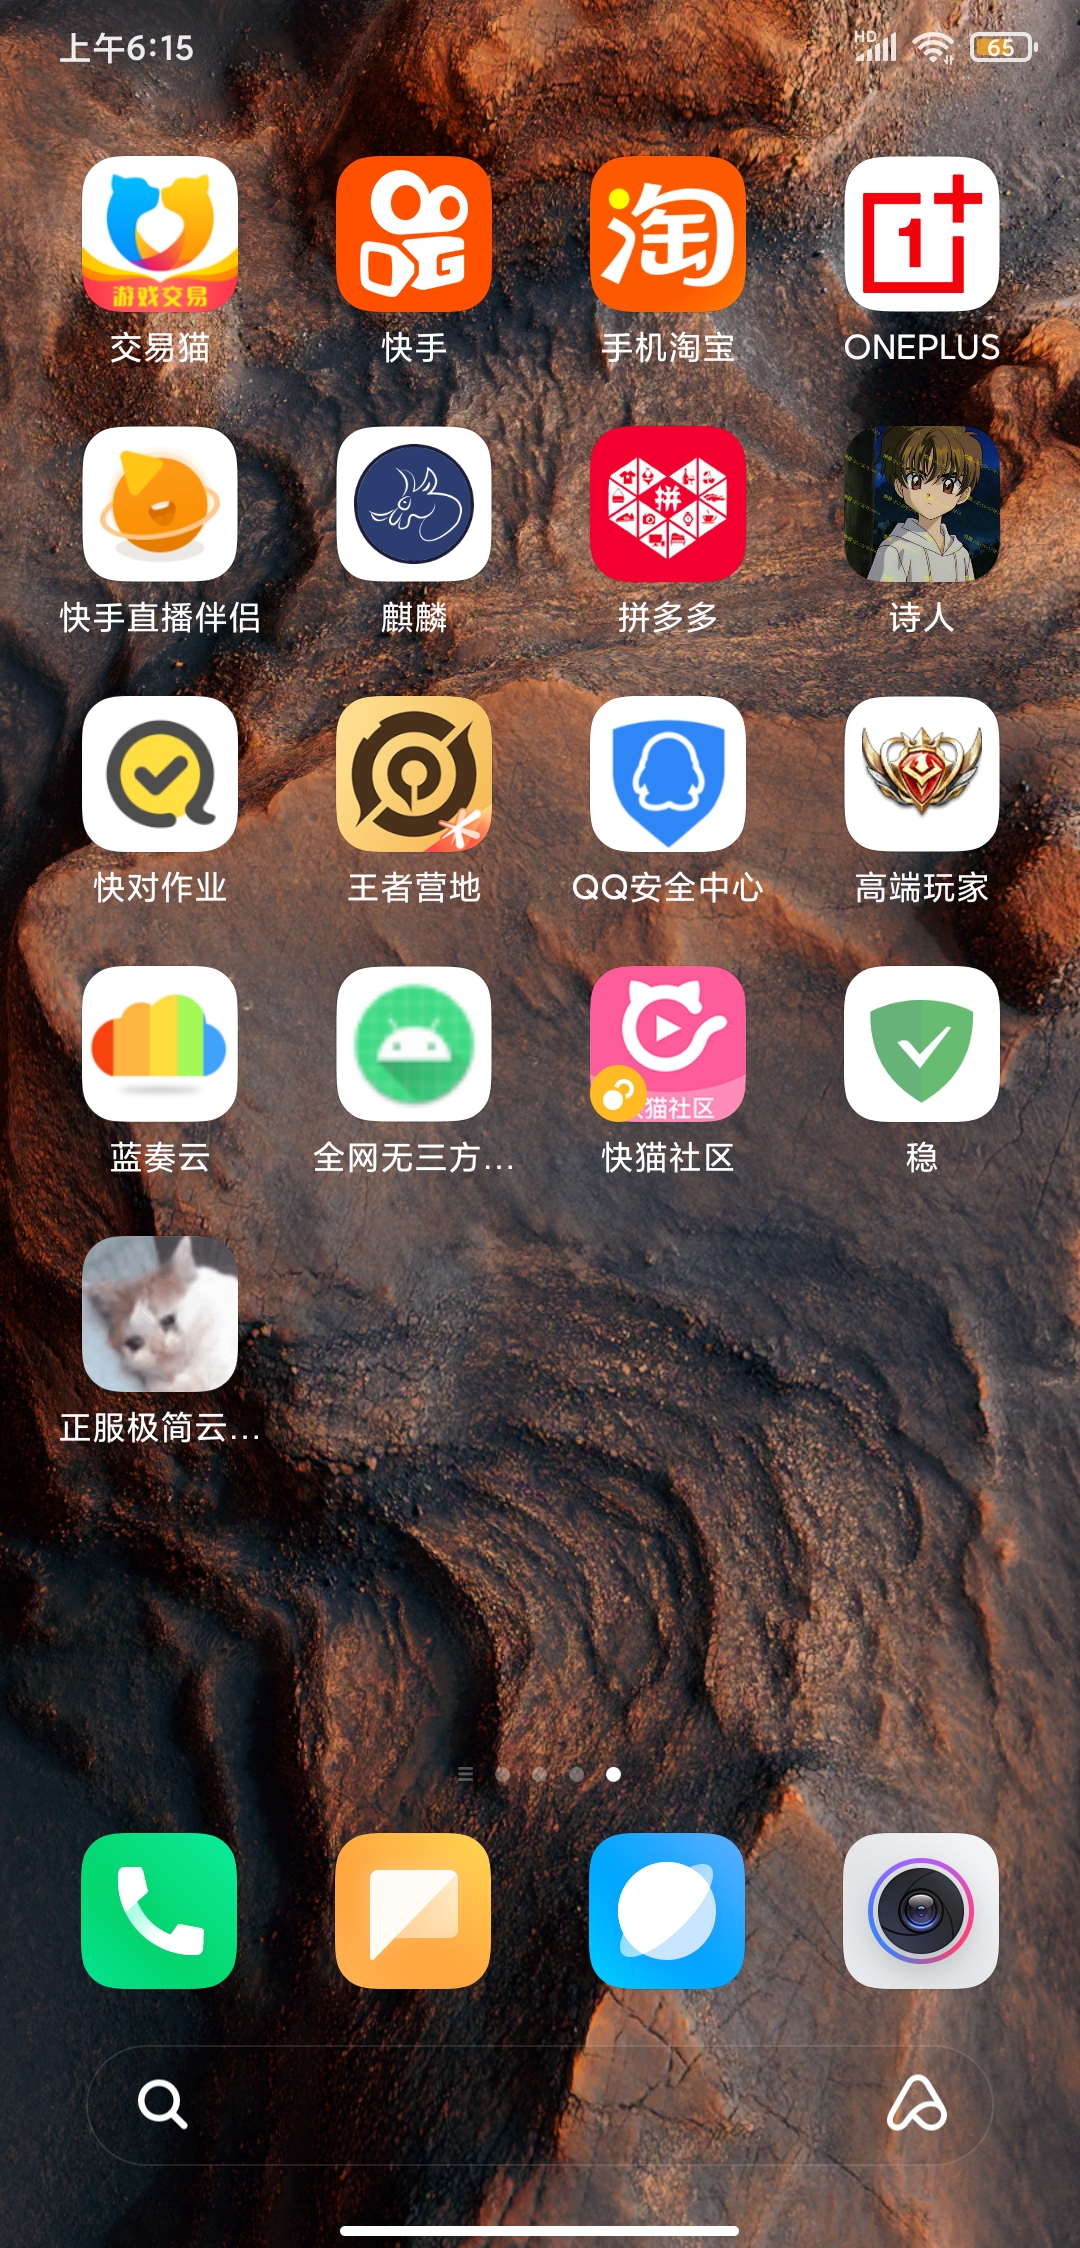 上午6:15
HD
65
游戏交易
淘
1
交易猫
快手
手机淘宝
ONEPLUS
拼
快手直播伴侣
麒麟
拼多多
诗人
快对作业
王者营地
QQ安全中心
高端玩家
猫社区
蓝奏云
全网无三方...
快猫社区
稳
正服极简云...